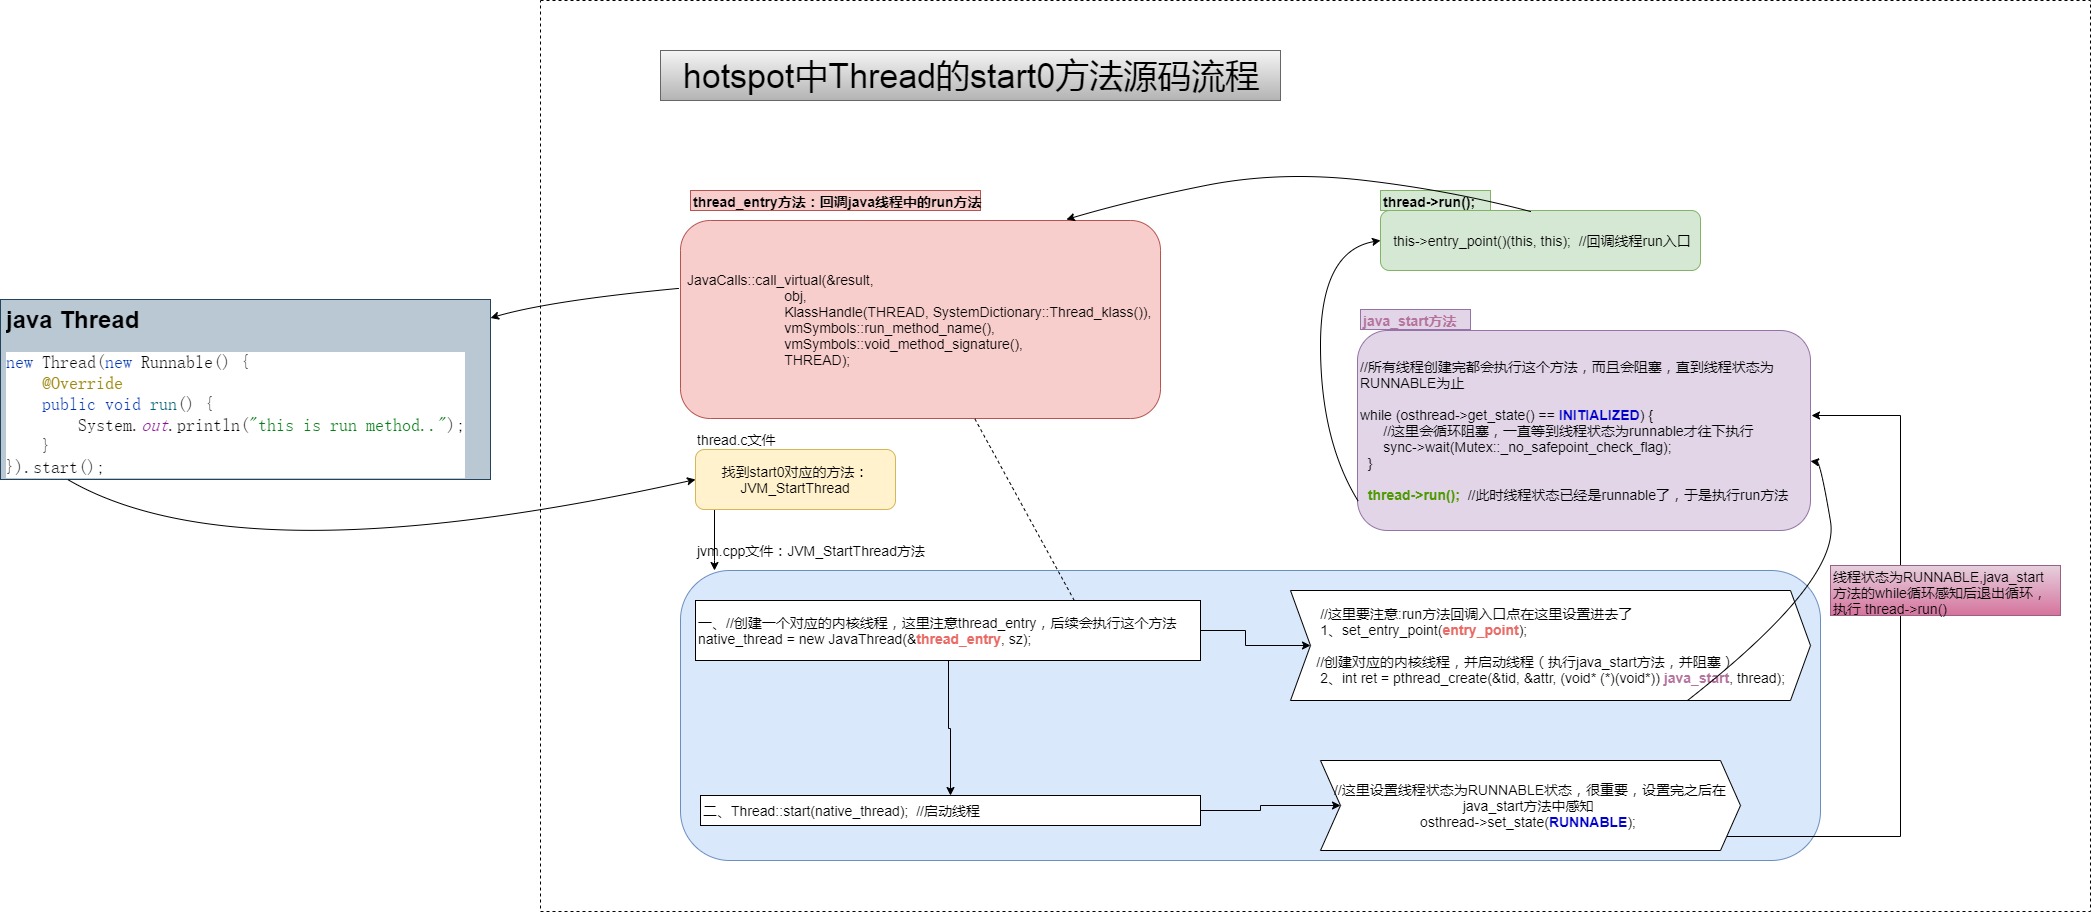 hotspot中Thread的start0方法源码流程
thread_entry方法：回调java线程中的run方法
JavaCalls::call_virtual(&result,
obj,
KlassHandle(THREAD, SystemDictionary::Thread_klass()),
vmSymbols::run_method_name(),
vmSymbols::void_method_signature(),
THREAD);
thread->run();
this->entry_point()(this, this);  //回调线程run入口
java Thread
new Thread(new Runnable() {
@Override
public void run() {
System.out.println("this is run method..");
}
}).start();
java_start方法
//所有线程创建完都会执行这个方法，而且会阻塞，直到线程状态为
RUNNABLE为止
while (osthread->get_state() == INITIALIZED) {
//这里会循环阻塞，一直等到线程状态为runnable才往下执行
sync->wait(Mutex::_no_safepoint_check_flag);
}
thread->run();  //此时线程状态已经是runnable了，于是执行run方法
thread.c文件
找到start0对应的方法：
JVM_StartThread
jvm.cpp文件：JVM_StartThread方法
一、//创建一个对应的内核线程，这里注意thread_entry，后续会执行这个方法
native_thread = new JavaThread(&thread_entry, sz);
//这里要注意:run方法回调入口点在这里设置进去了
1、set_entry_point(entry_point);
//创建对应的内核线程，并启动线程（执行java_start方法，并阻塞）
2、int ret = pthread_create(&tid, &attr, (void* (*)(void*)) java_start, thread);
线程状态为RUNNABLE,java_start
方法的while循环感知后退出循环，
执行 thread->run()
二、Thread::start(native_thread);  //启动线程
//这里设置线程状态为RUNNABLE状态，很重要，设置完之后在
java_start方法中感知
osthread->set_state(RUNNABLE);